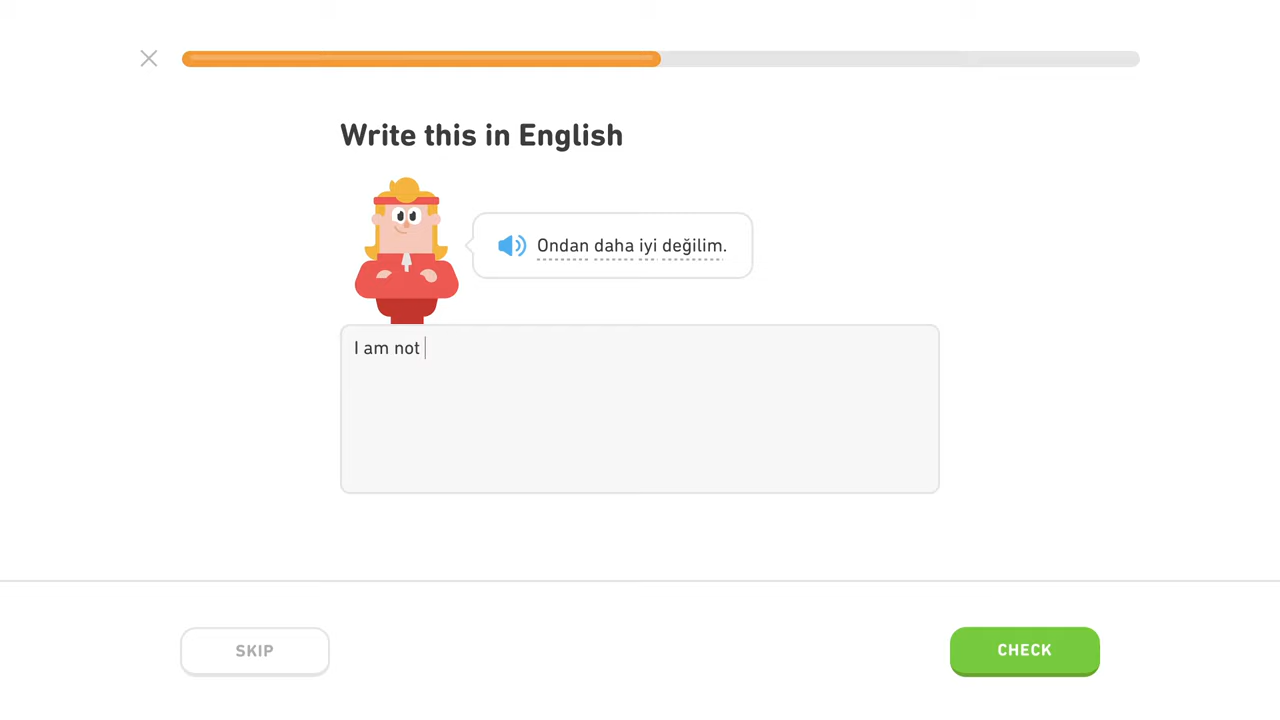 Write this in English
Ondan daha iyi değilim.
I am not
SKIP
CHECK